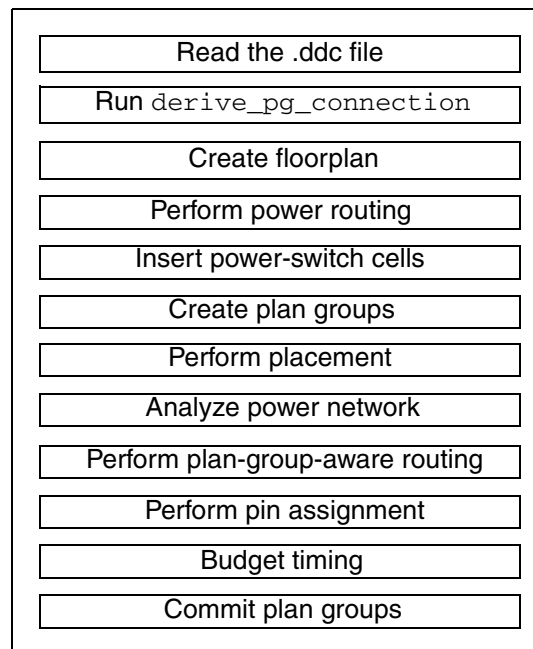 Read the .ddc file
Run derive_pg_connection
Create floorplan
Perform power routing
Insert power-switch cells
Create plan groups
Perform placement
Analyze power network
Perform plan-group-aware routing
Perform pin assignment
Budget timing
Commit plan groups